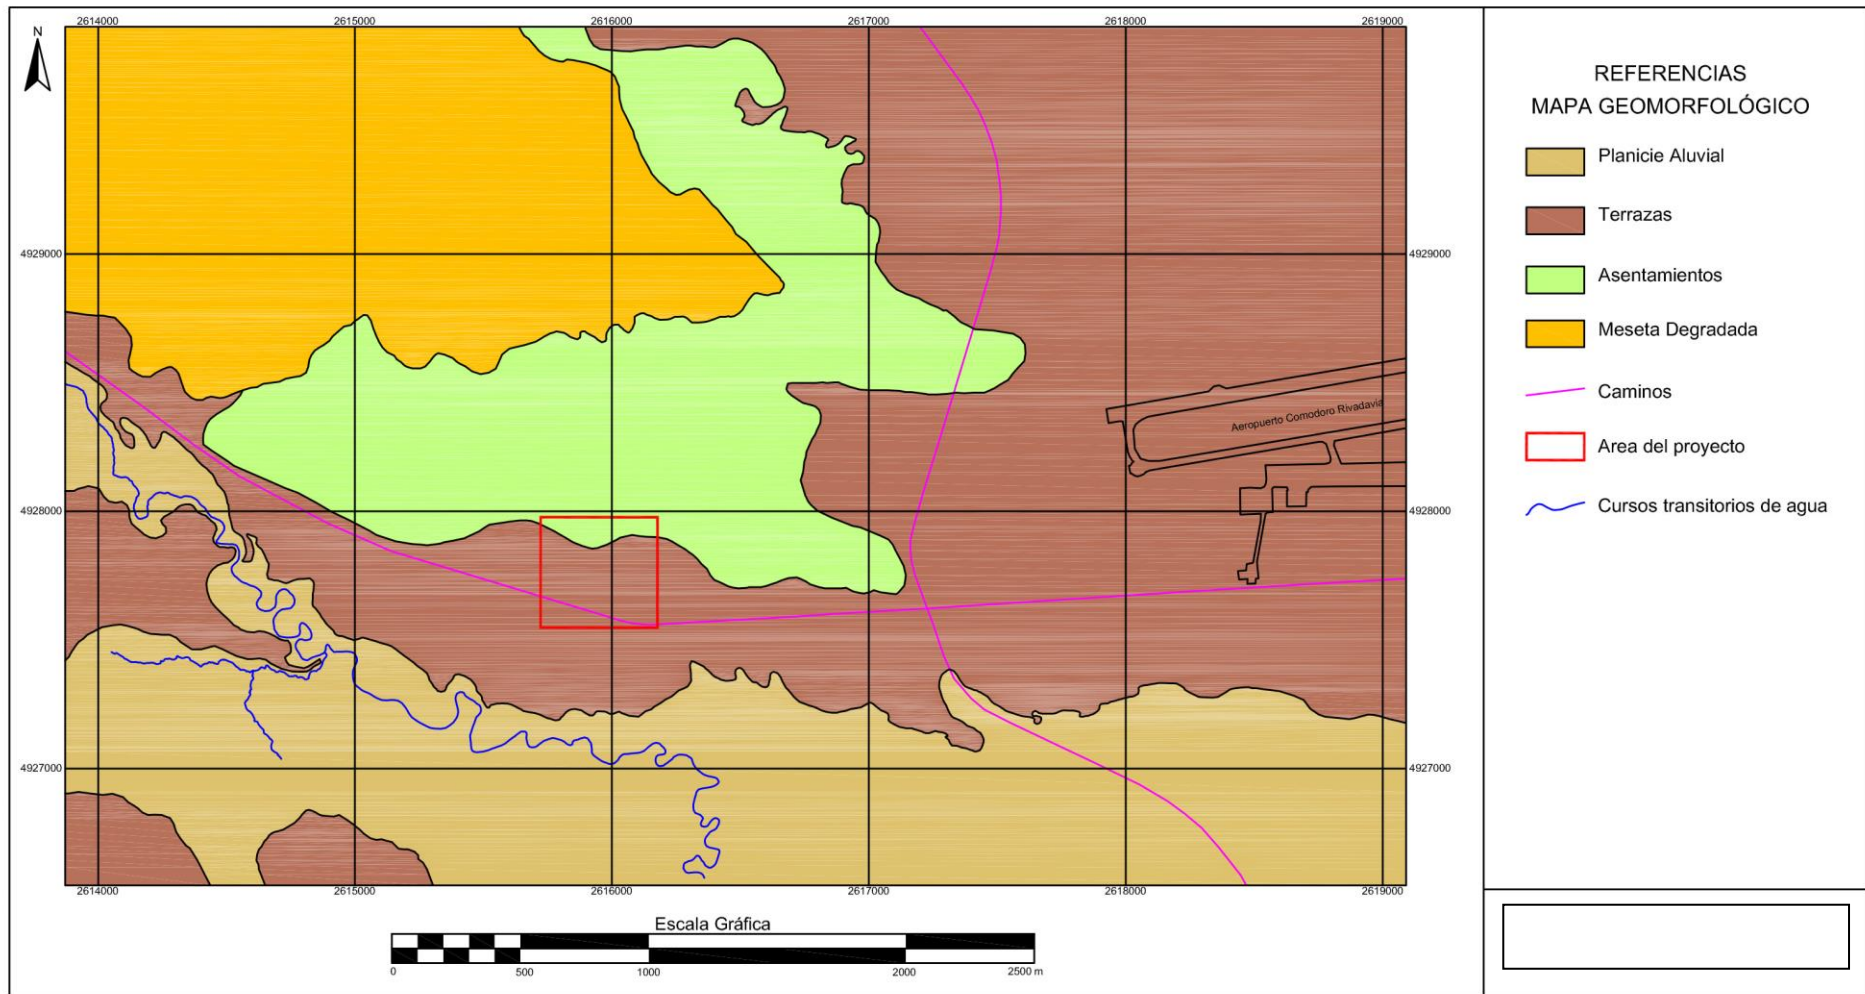 2614000 2615000 2616000 2617000 2618000 2619000
N
4929000 4929000
4928000 4928000
4927000 4927000
Aeropuerto Comodoro Rivadavia
2614000 2615000 2616000 2617000 2618000 2619000
Escala Gráfica
0 500 1000 2000 2500 m
REFERENCIAS
MAPA GEOMORFOLÓGICO
Planicie Aluvial
Terrazas
Asentamientos
Meseta Degradada
Caminos
Area del proyecto
Cursos transitorios de agua